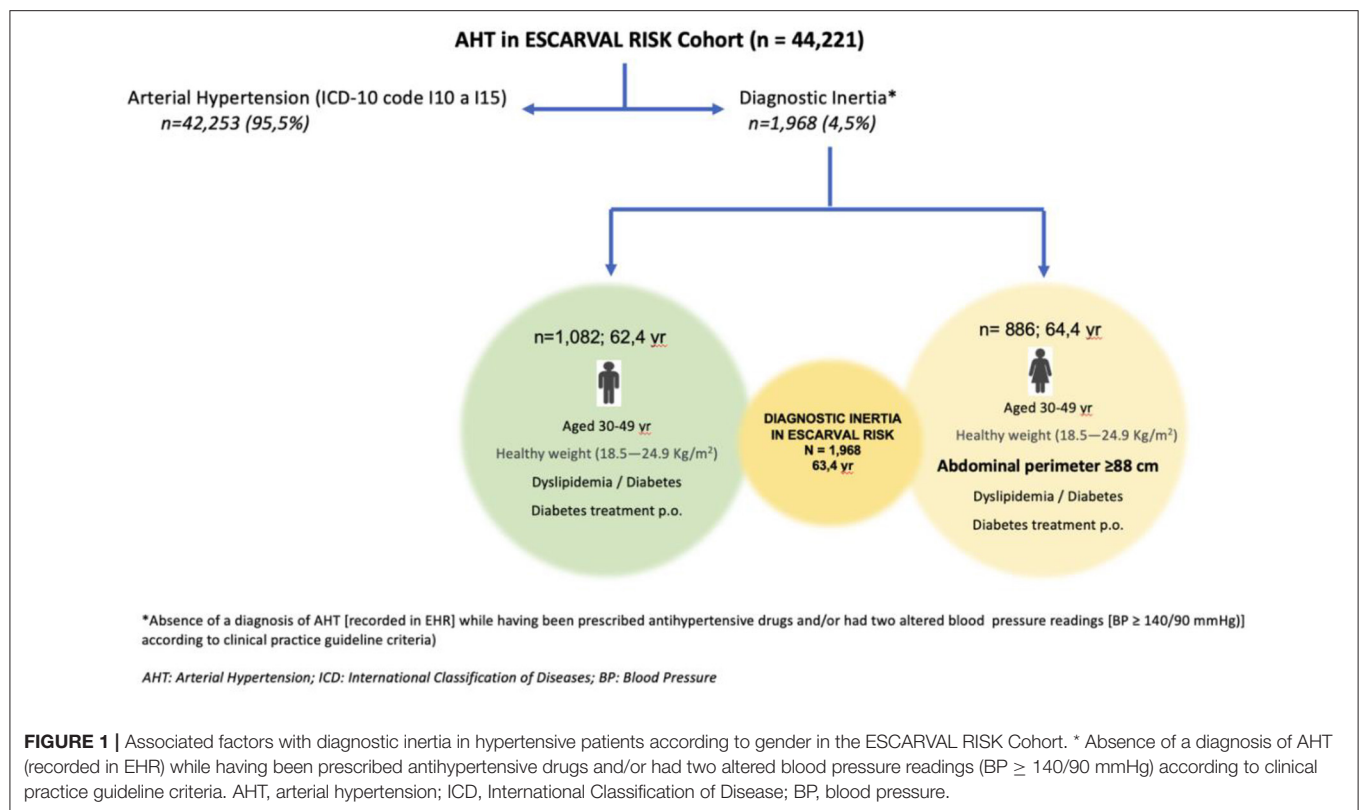 AHT in ESCARVAL RISK Cohort (n = 44,221)
Arterial Hypertension (ICD-10 code I10 a I15)
n=42,253 (95,5%)
Diagnostic Inertia*
n=1,968 (4,5%)
n=1,082; 62,4 yr
Aged 30-49 yr
Healthy weight (18.5—24.9 Kg/m²)
Dyslipidemia / Diabetes
Diabetes treatment p.o.
DIAGNOSTIC INERTIA
IN ESCARVAL RISK
N = 1,968
63,4 yr
n= 886; 64,4 yr
Aged 30-49 yr
Healthy weight (18.5—24.9 Kg/m²)
Abdominal perimeter ≥88 cm
Dyslipidemia / Diabetes
Diabetes treatment p.o.
*Absence of a diagnosis of AHT [recorded in EHR] while having been prescribed antihypertensive drugs and/or had two altered blood pressure readings [BP ≥ 140/90 mmHg)]
according to clinical practice guideline criteria)
AHT: Arterial Hypertension; ICD: International Classification of Diseases; BP: Blood Pressure
FIGURE 1 | Associated factors with diagnostic inertia in hypertensive patients according to gender in the ESCARVAL RISK Cohort. * Absence of a diagnosis of AHT
(recorded in EHR) while having been prescribed antihypertensive drugs and/or had two altered blood pressure readings (BP ≥ 140/90 mmHg) according to clinical
practice guideline criteria. AHT, arterial hypertension; ICD, International Classification of Disease; BP, blood pressure.